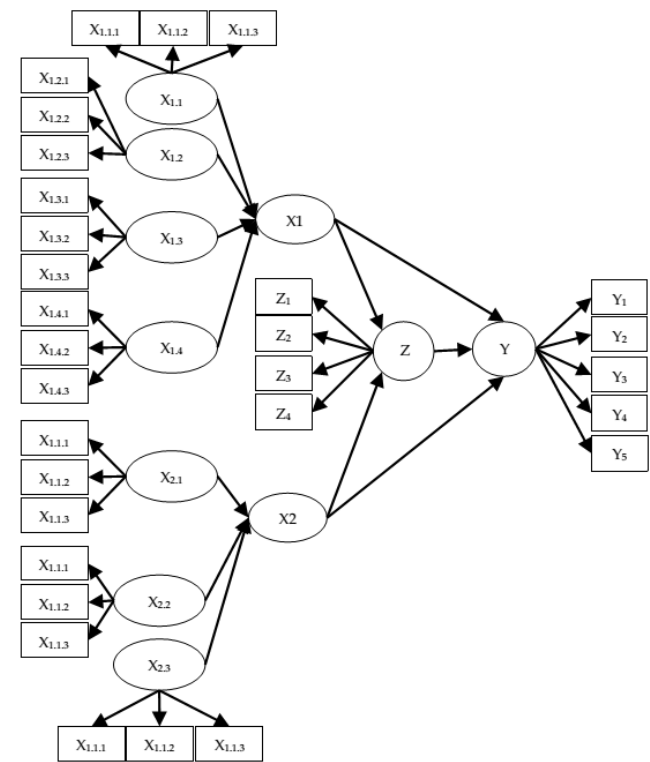 X1.1.1 X1.1.2 X1.1.3
X1.1
X1.2.1
X1.2.2
X1.2.3
X1.2
X1.3.1
X1.3.2
X1.3.3
X1.3
X1.4.1
X1.4.2
X1.4.3
X1.4
X1
Z1
Z2
Z3
Z4
Z
Y
Y1
Y2
Y3
Y4
Y5
X1.1.1
X1.1.2
X1.1.3
X2.1
X2
X1.1.1
X1.1.2
X1.1.3
X2.2
X2.3
X1.1.1 X1.1.2 X1.1.3